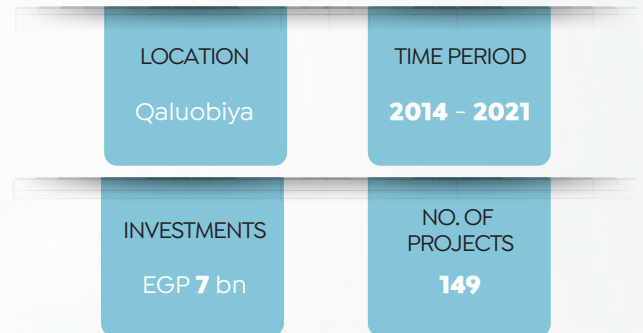 LOCATION
Qaluobiya
TIME PERIOD
2014 - 2021
INVESTMENTS
EGP 7 bn
NO. OF
PROJECTS
149